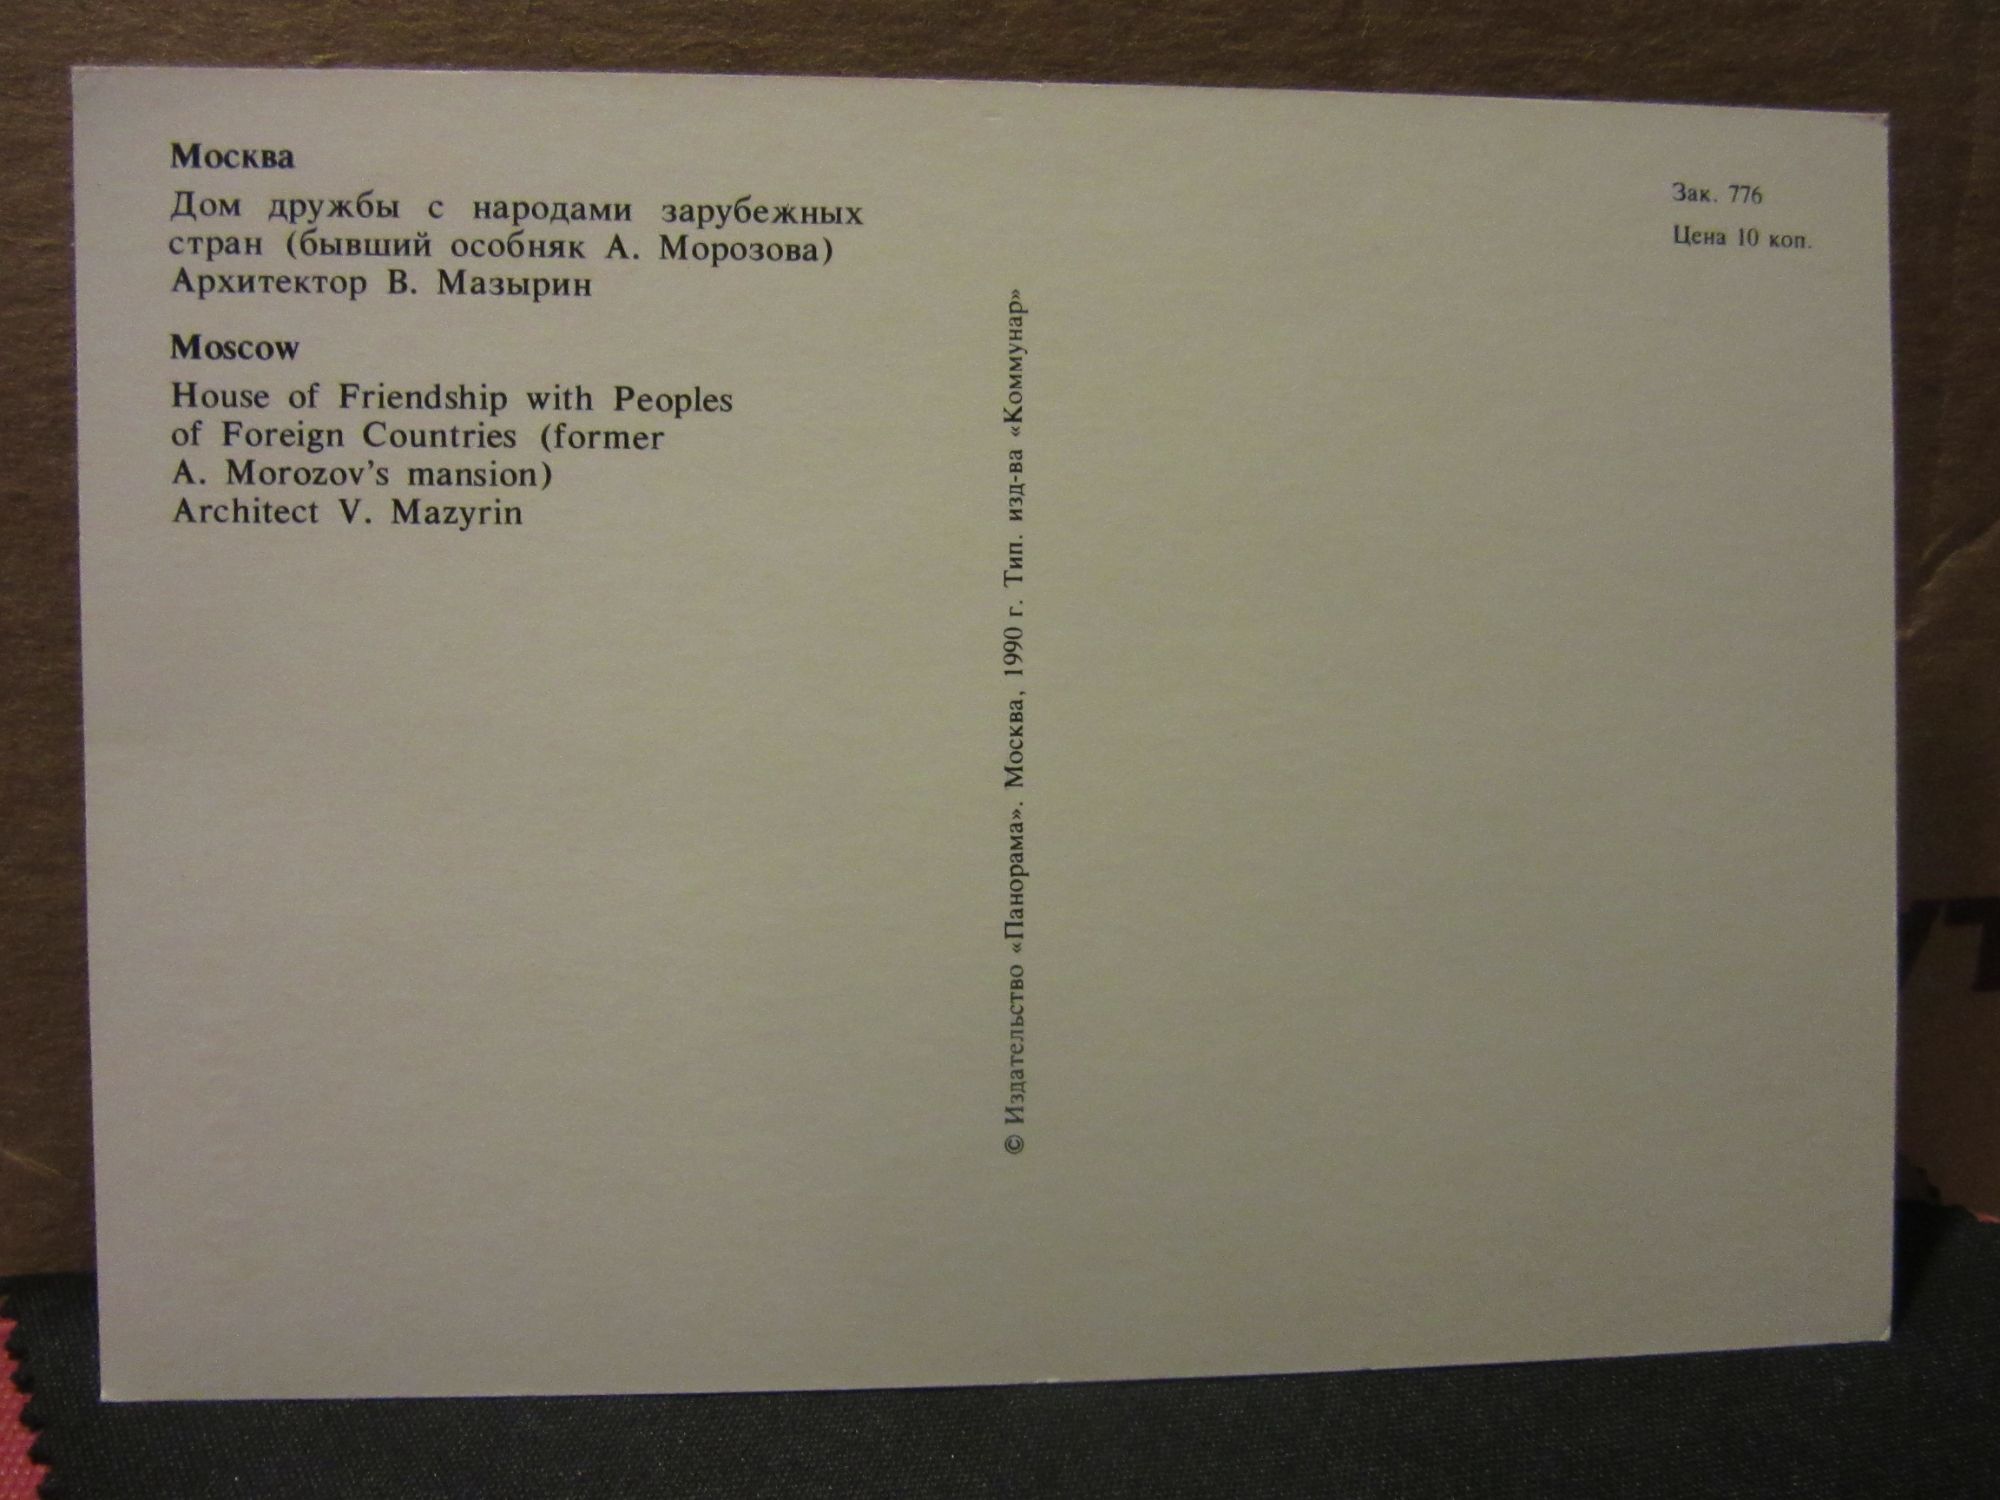 Москва
Дом дружбы с народами зарубежных
стран (бывший особняк А. Морозова)
Архитектор В. Мазырин
Moscow
House of Friendship with Peoples
of Foreign Countries (former
A. Morozov's mansion)
Architect V. Mazyrin
© Издательство «Панорама». Москва, 1990 г. Тип. изд-ва «Коммунар»
Зак. 776
Цена 10 коп.